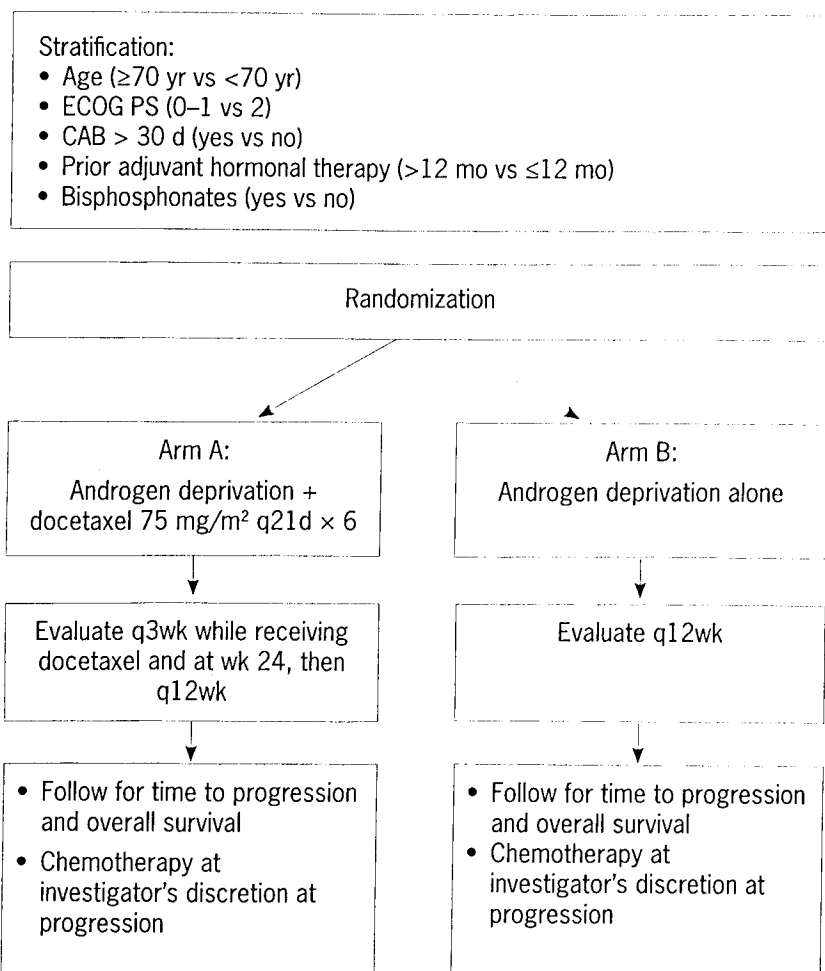 Stratification:
• Age (≥70 yr vs <70 yr)
• ECOG PS (0–1 vs 2)
• CAB > 30 d (yes vs no)
• Prior adjuvant hormonal therapy (>12 mo vs ≤12 mo)
• Bisphosphonates (yes vs no)
Randomization
Arm A:
Androgen deprivation +
docetaxel 75 mg/m² q21d × 6
Arm B:
Androgen deprivation alone
Evaluate q3wk while receiving
docetaxel and at wk 24, then
q12wk
Evaluate q12wk
• Follow for time to progression
and overall survival
• Chemotherapy at
investigator's discretion at
progression
• Follow for time to progression
and overall survival
• Chemotherapy at
investigator's discretion at
progression